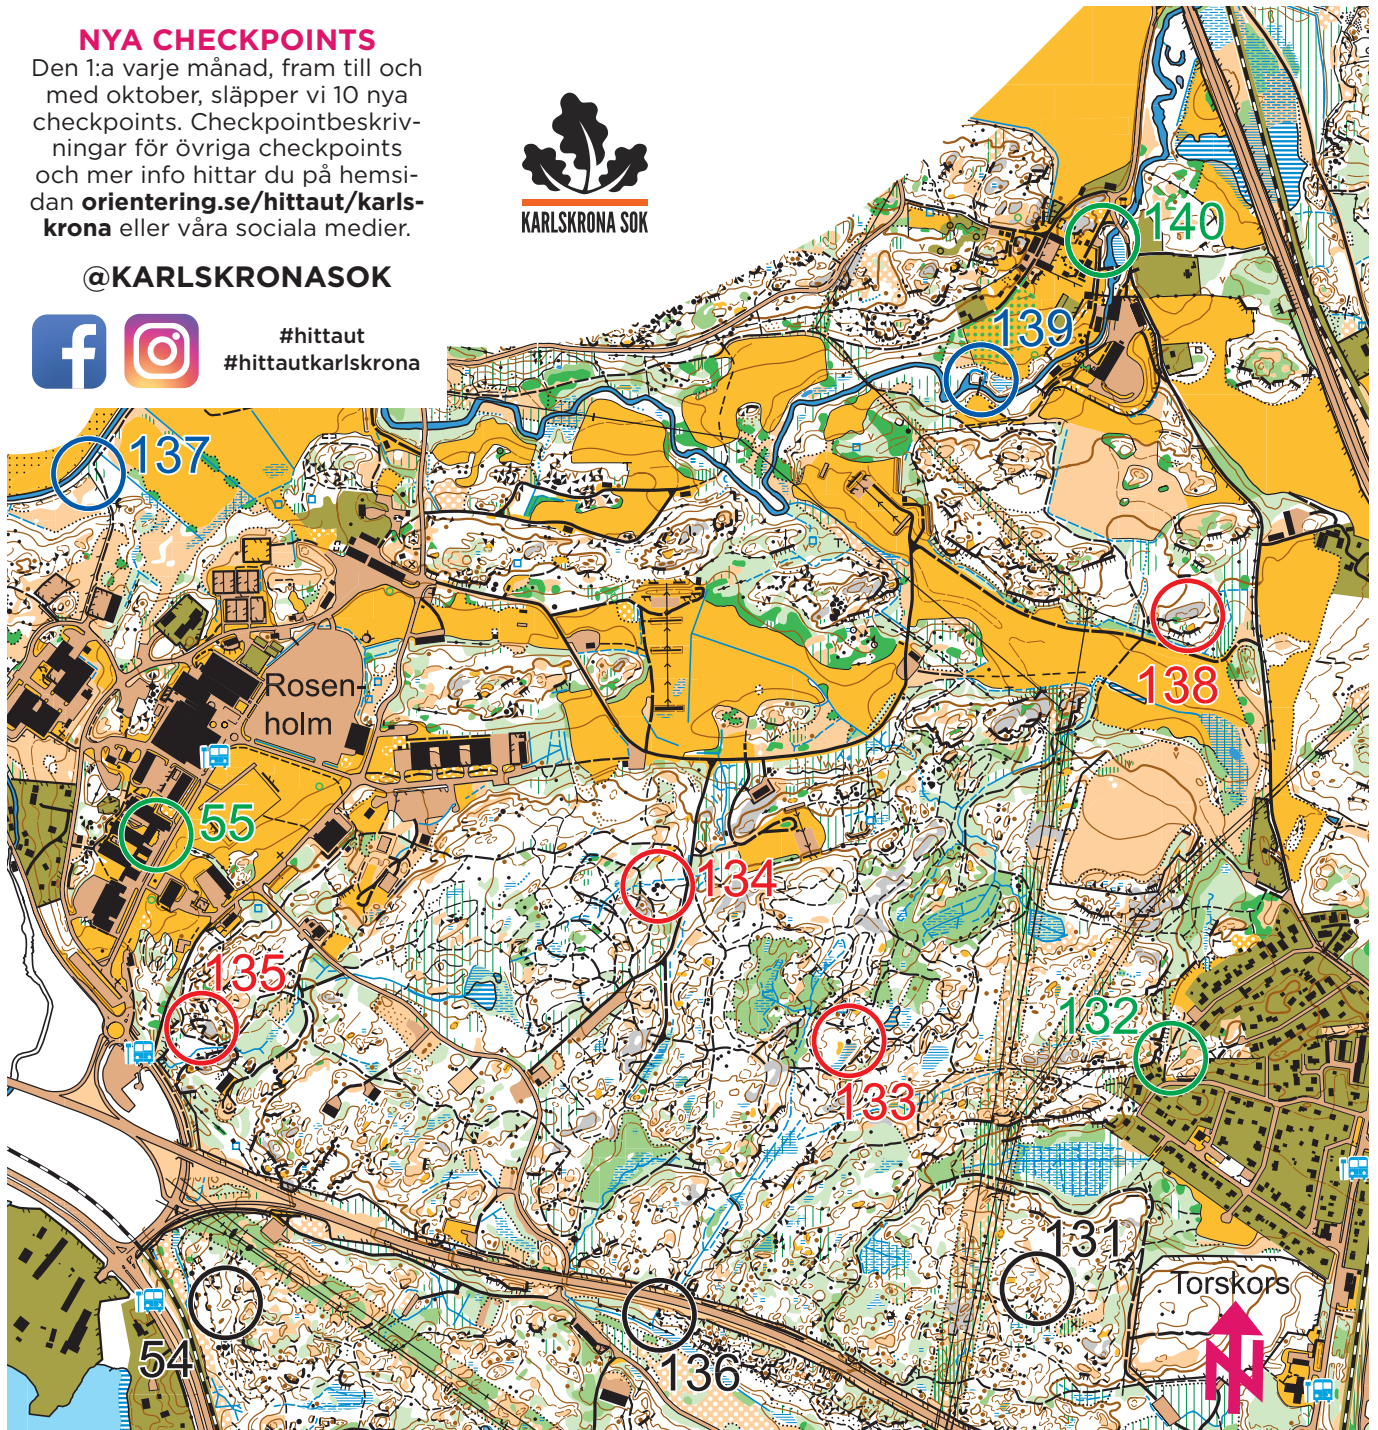 NYA CHECKPOINTS
Den 1:a varje månad, fram till och
med oktober, släpper vi 10 nya
checkpoints. Checkpointbeskriv-
ningar för övriga checkpoints
och mer info hittar du på hemsi-
dan orientering.se/hittaut/karls-
krona eller våra sociala medier.
@KARLSKRONASOK
#hittaut
#hittautkarlskrona
KARLSKRONA SOK
140
139
137
138
Rosen-
holm
55
134
135
132
133
131
Torskors
54
136
N